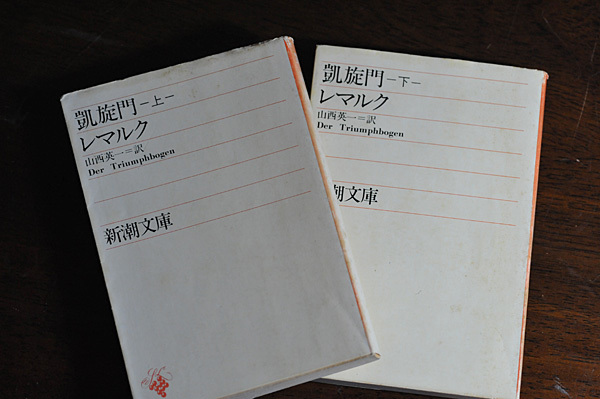 凱旋門―上―
レマルク
山西英一=訳
Der Triumphbogen
新潮文庫
凱旋門―下―
レマルク
山西英一=訳
Der Triumphbogen
潮文庫